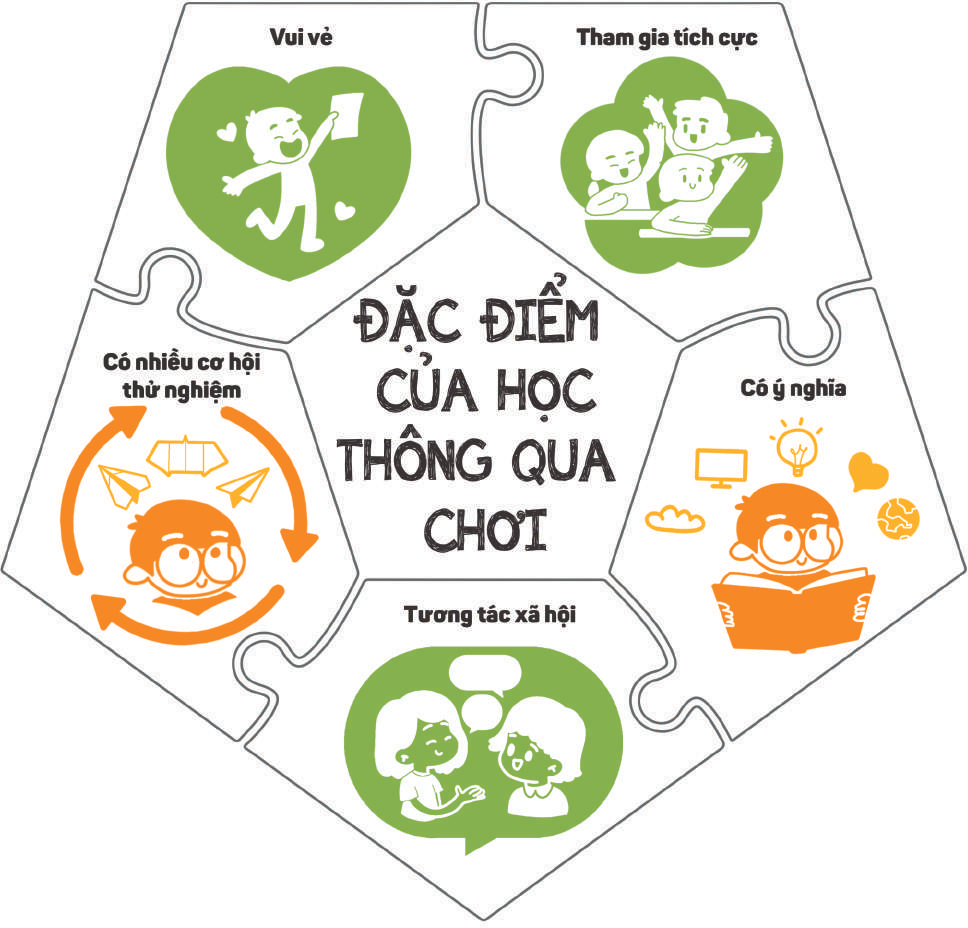 Vui vẻ
Tham gia tích cực
ĐẶC ĐIỂM
CỦA HỌC
THÔNG QUA
CHƠI
Có nhiều cơ hội
thử nghiệm
Có ý nghĩa
Tương tác xã hội